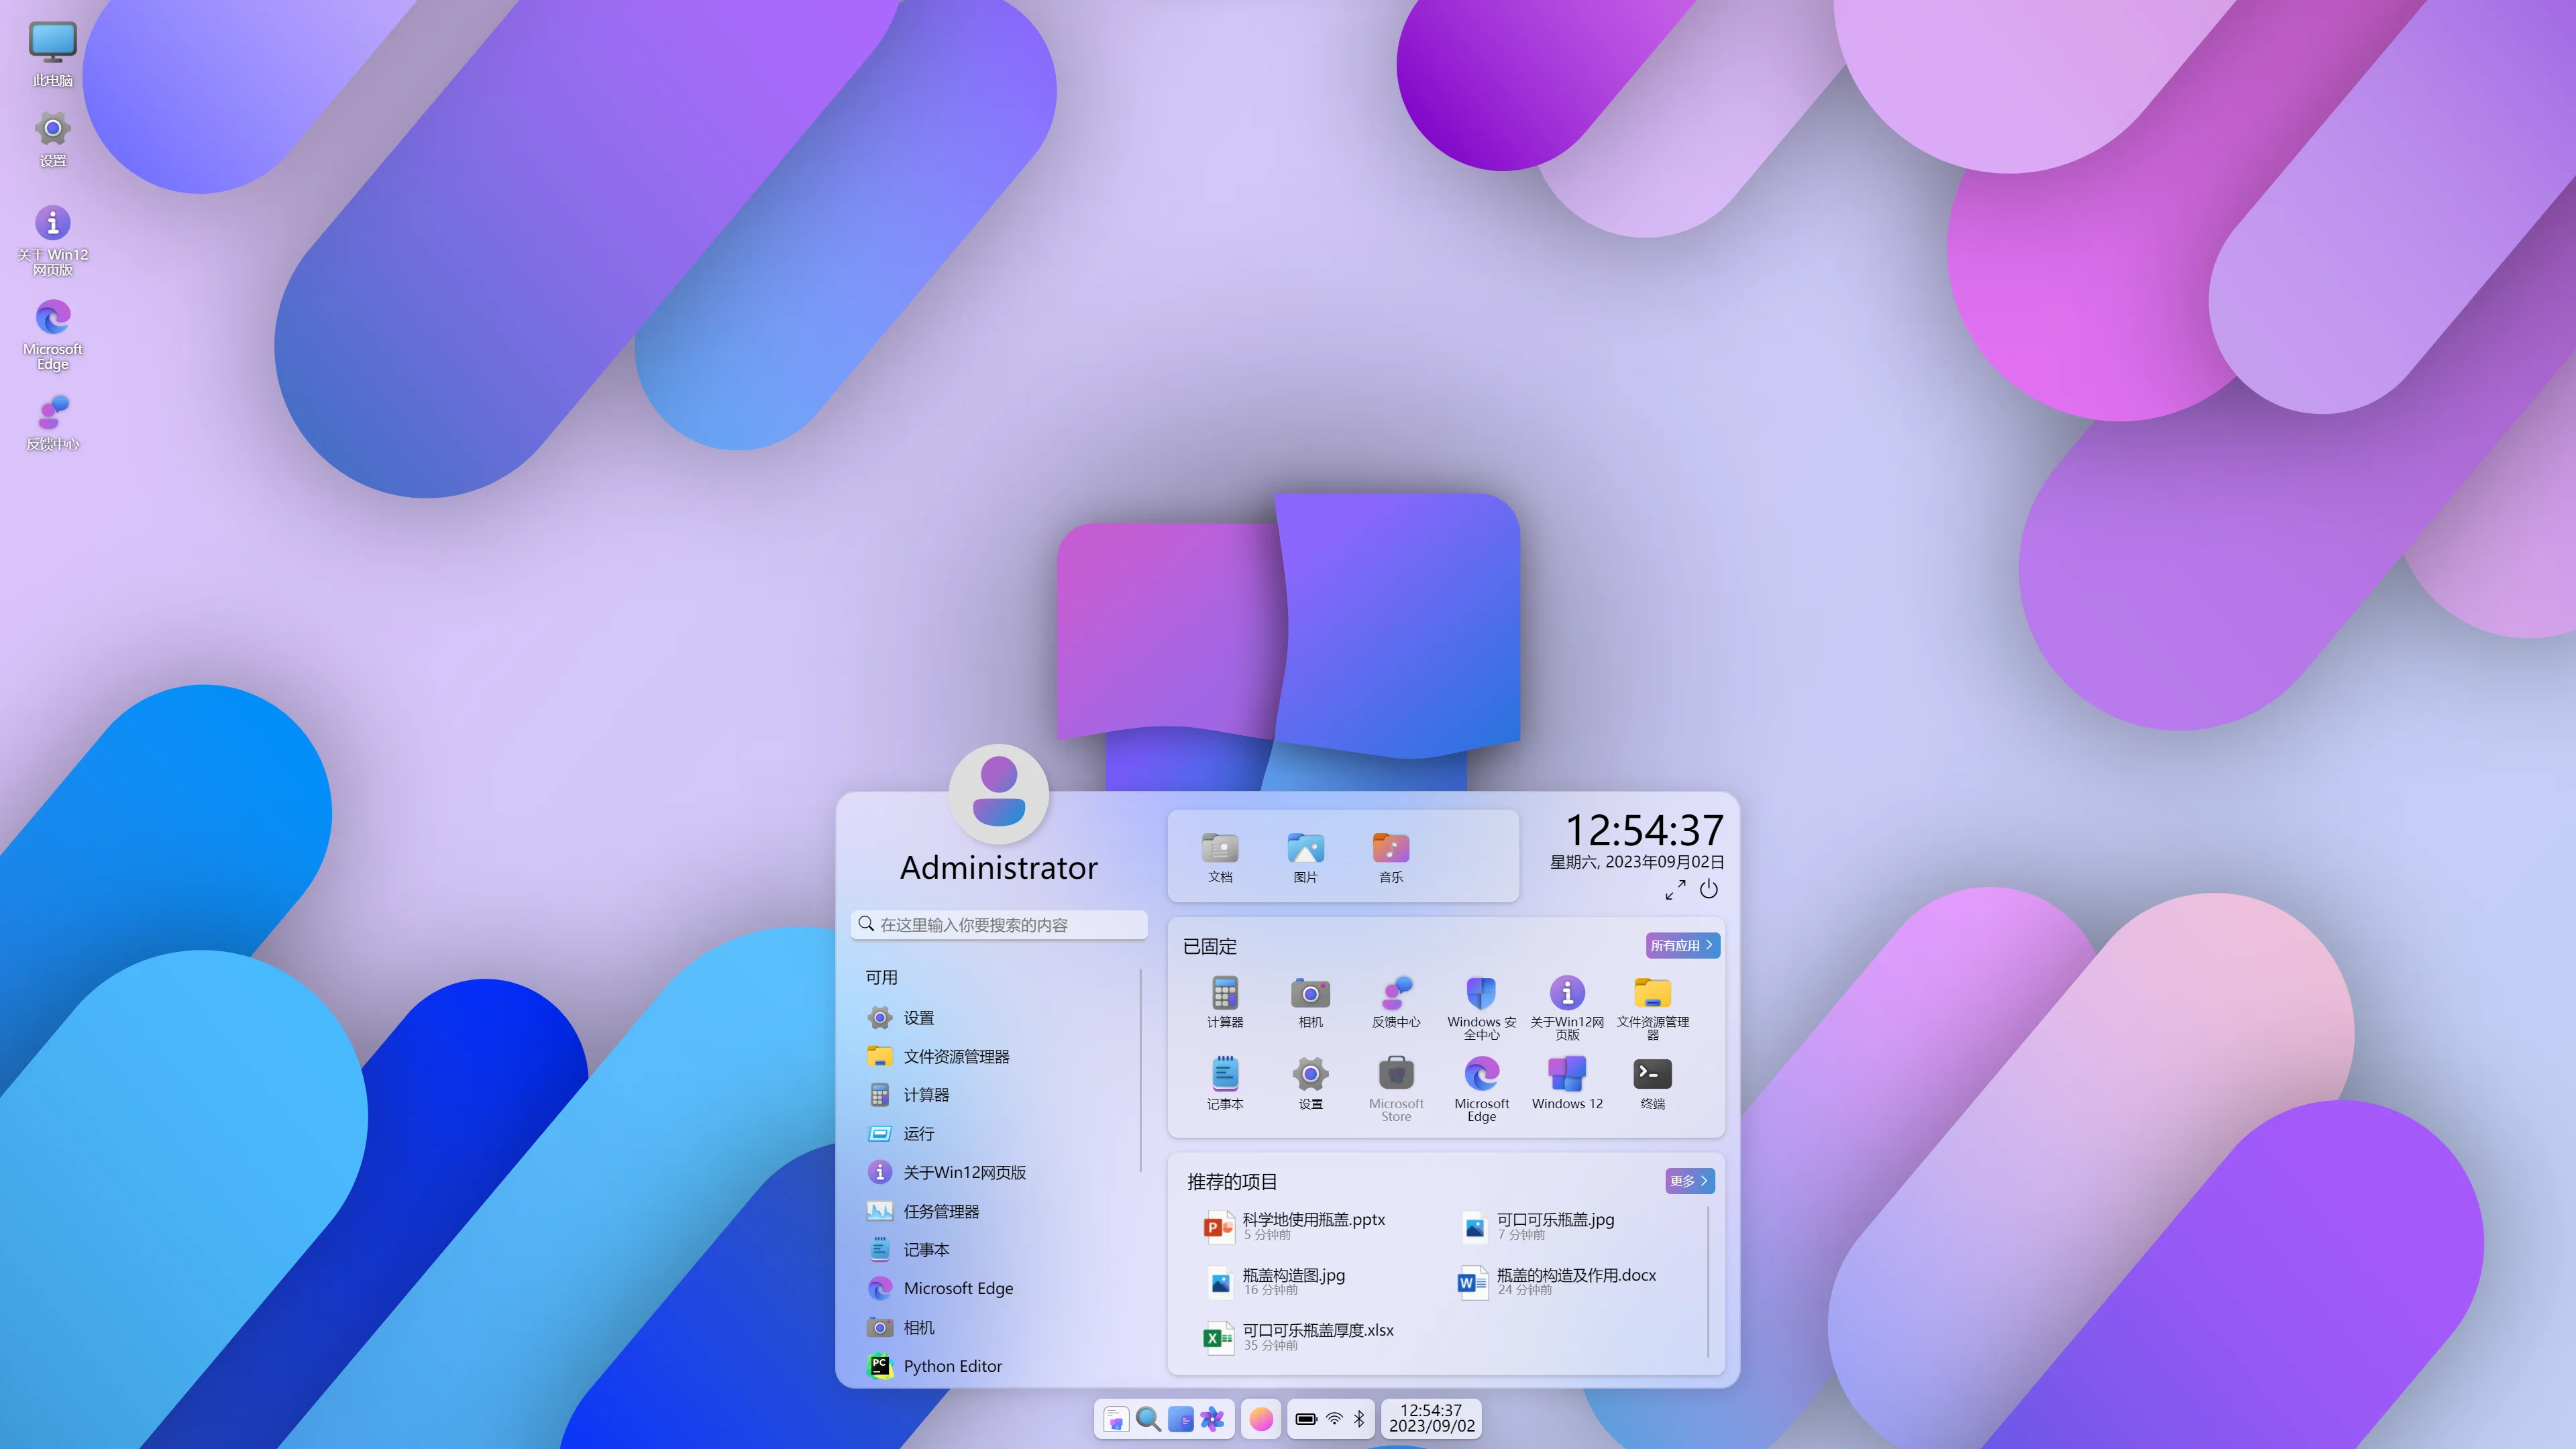 此电脑
设置
关于 Win12
网页版
Microsoft
Edge
反馈中心
Administrator
在这里输入你要搜索的内容
可用
设置
文件资源管理器
计算器
运行
关于Win12网页版
任务管理器
记事本
Microsoft Edge
相机
Python Editor
文档
图片
音乐
12:54:37
星期六, 2023年09月02日
已固定
所有应用
计算器
相机
反馈中心
Windows 安
全中心
关于Win12网
页版
文件资源管理
器
记事本
设置
Microsoft
Store
Microsoft
Edge
Windows 12
终端
推荐的项目
更多
科学地使用瓶盖.pptx
5 分钟前
可口可乐瓶盖.jpg
7 分钟前
瓶盖构造图.jpg
16 分钟前
瓶盖的构造及作用.docx
24 分钟前
可口可乐瓶盖厚度.xlsx
35 分钟前
12:54:37
2023/09/02